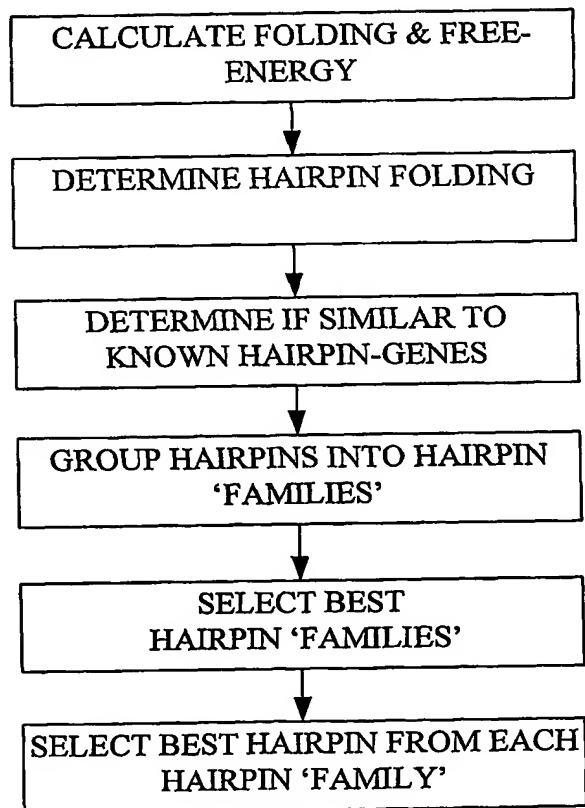 CALCULATE FOLDING & FREE-
ENERGY
DETERMINE HAIRPIN FOLDING
DETERMINE IF SIMILAR TO
KNOWN HAIRPIN-GENES
GROUP HAIRPINS INTO HAIRPIN
‘FAMILIES’
SELECT BEST
HAIRPIN ‘FAMILIES’
SELECT BEST HAIRPIN FROM EACH
HAIRPIN ‘FAMILY’